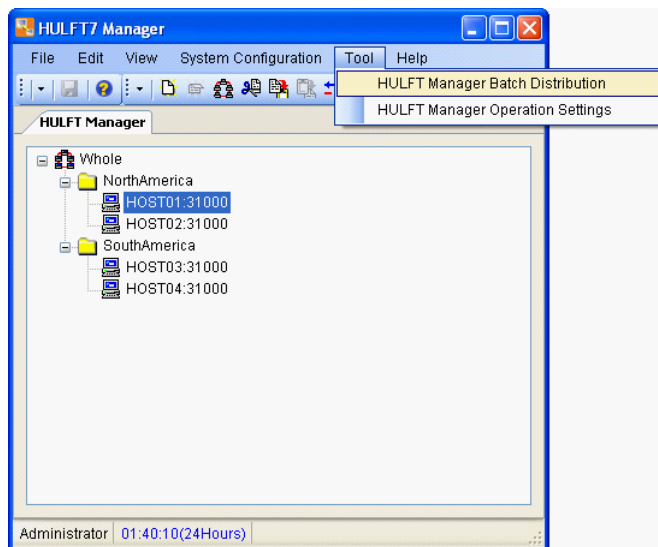 HULFT7 Manager
File Edit View System Configuration Tool Help
HULFT Manager Batch Distribution
HULFT Manager Operation Settings
HULFT Manager
Whole
NorthAmerica
HOST01:31000
HOST02:31000
SouthAmerica
HOST03:31000
HOST04:31000
Administrator 01:40:10(24Hours)